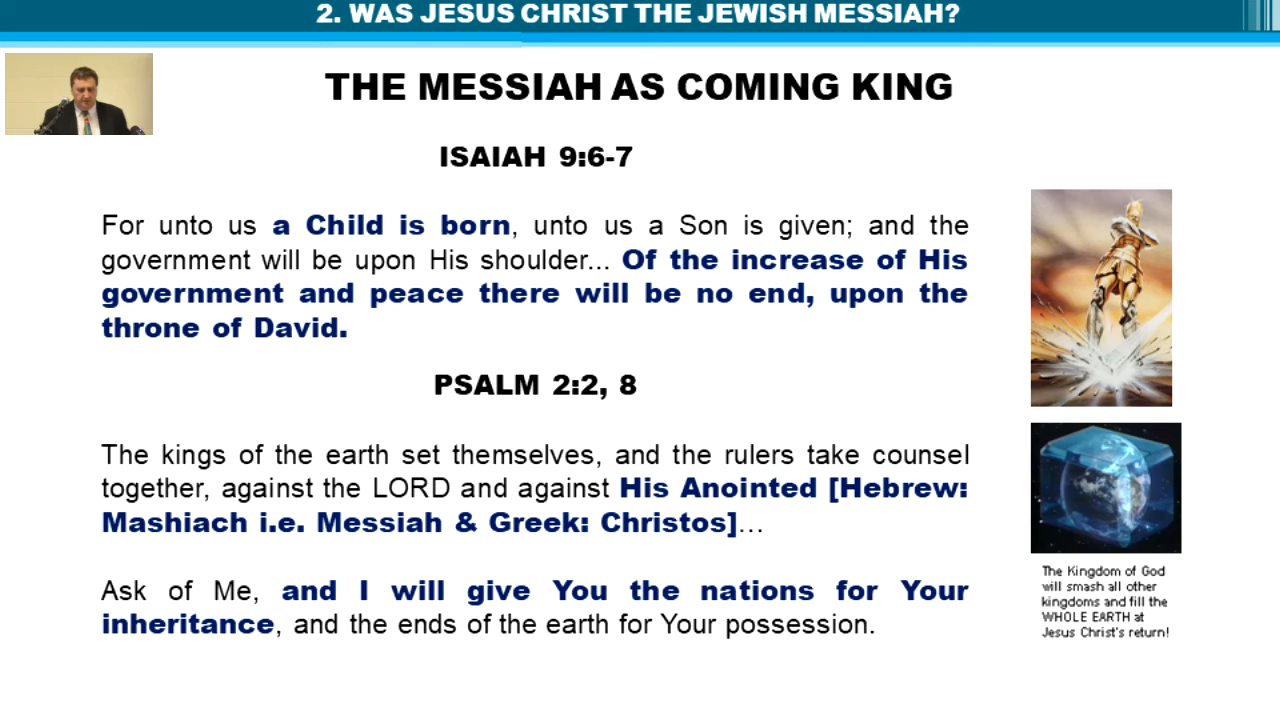 2. WAS JESUS CHRIST THE JEWISH MESSIAH?
THE MESSIAH AS COMING KING
ISAIAH 9:6-7
For unto us a Child is born, unto us a Son is given; and the
government will be upon His shoulder... Of the increase of His
government and peace there will be no end, upon the
throne of David.
PSALM 2:2, 8
The kings of the earth set themselves, and the rulers take counsel
together, against the LORD and against His Anointed [Hebrew:
Mashiach i.e. Messiah & Greek: Christos]…
Ask of Me, and I will give You the nations for Your
inheritance, and the ends of the earth for Your possession.
The Kingdom of God
will smash all other
kingdoms and fill the
WHOLE EARTH at
Jesus Christ's return!